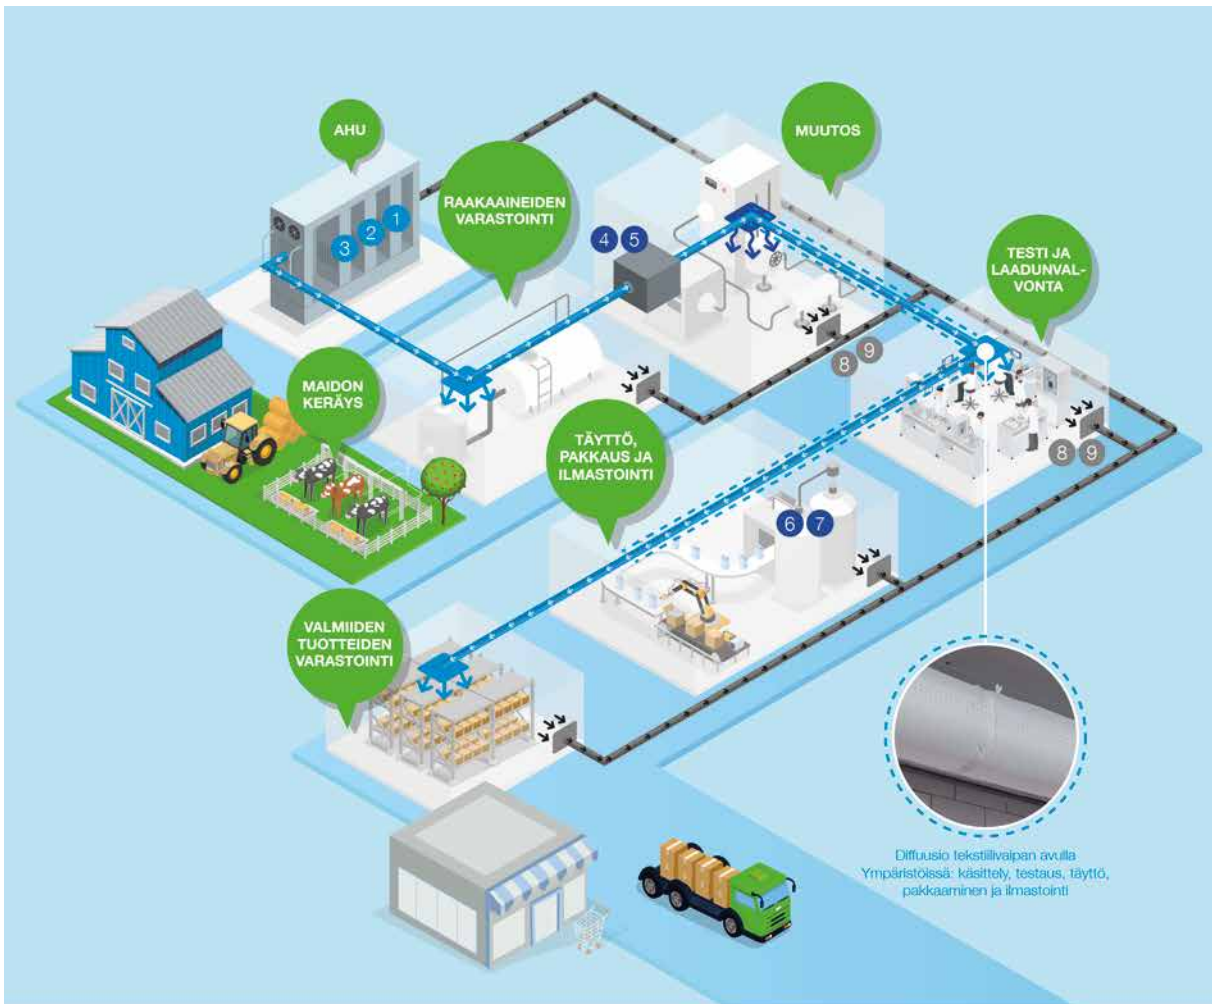 AHU
MUUTOS
RAAKAAINEIDEN
VARASTOINTI
1
2
3
4 5
TESTI JA
LAADUNVAL-
VONTA
MAIDON
KERÄYS
8 9
TÄYTTÖ,
PAKKAUS JA
ILMASTOINTI
8 9
6 7
VALMIIDEN
TUOTTEIDEN
VARASTOINTI
Diffuusio tekstiilivaipan avulla
Ympäristöissä: käsittely, testaus, täyttö,
pakkaaminen ja ilmastointi